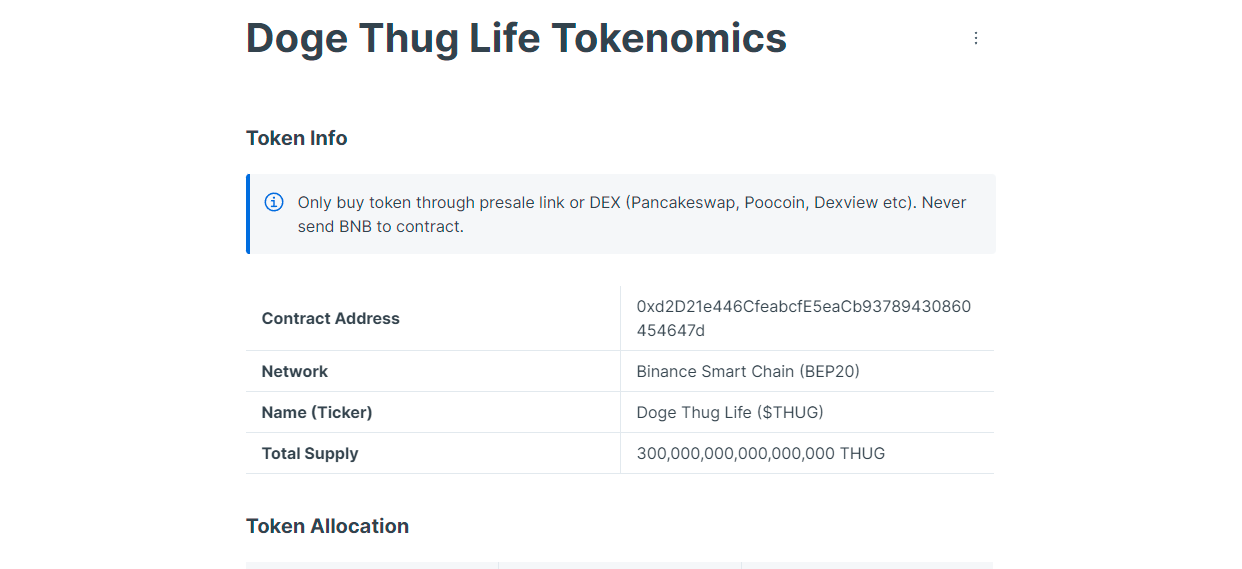 Doge Thug Life Tokenomics
Token Info
Only buy token through presale link or DEX (Pancakeswap, Poocoin, Dexview etc). Never
send BNB to contract.
Contract Address
0xd2D21e446CfeabcfE5eaCb93789430860
454647d
Network
Binance Smart Chain (BEP20)
Name (Ticker)
Doge Thug Life ($THUG)
Total Supply
300,000,000,000,000,000 THUG
Token Allocation